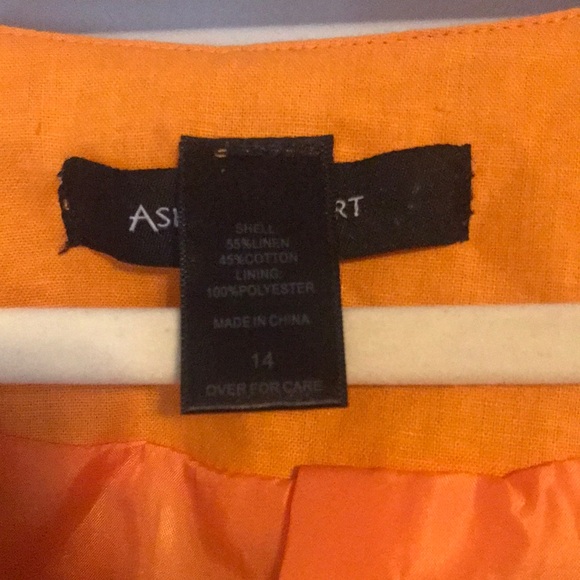 SHELL
55%LINEN
45%COTTON
LINING:
100%POLYESTER
MADE IN CHINA
14
OVER FOR CARE